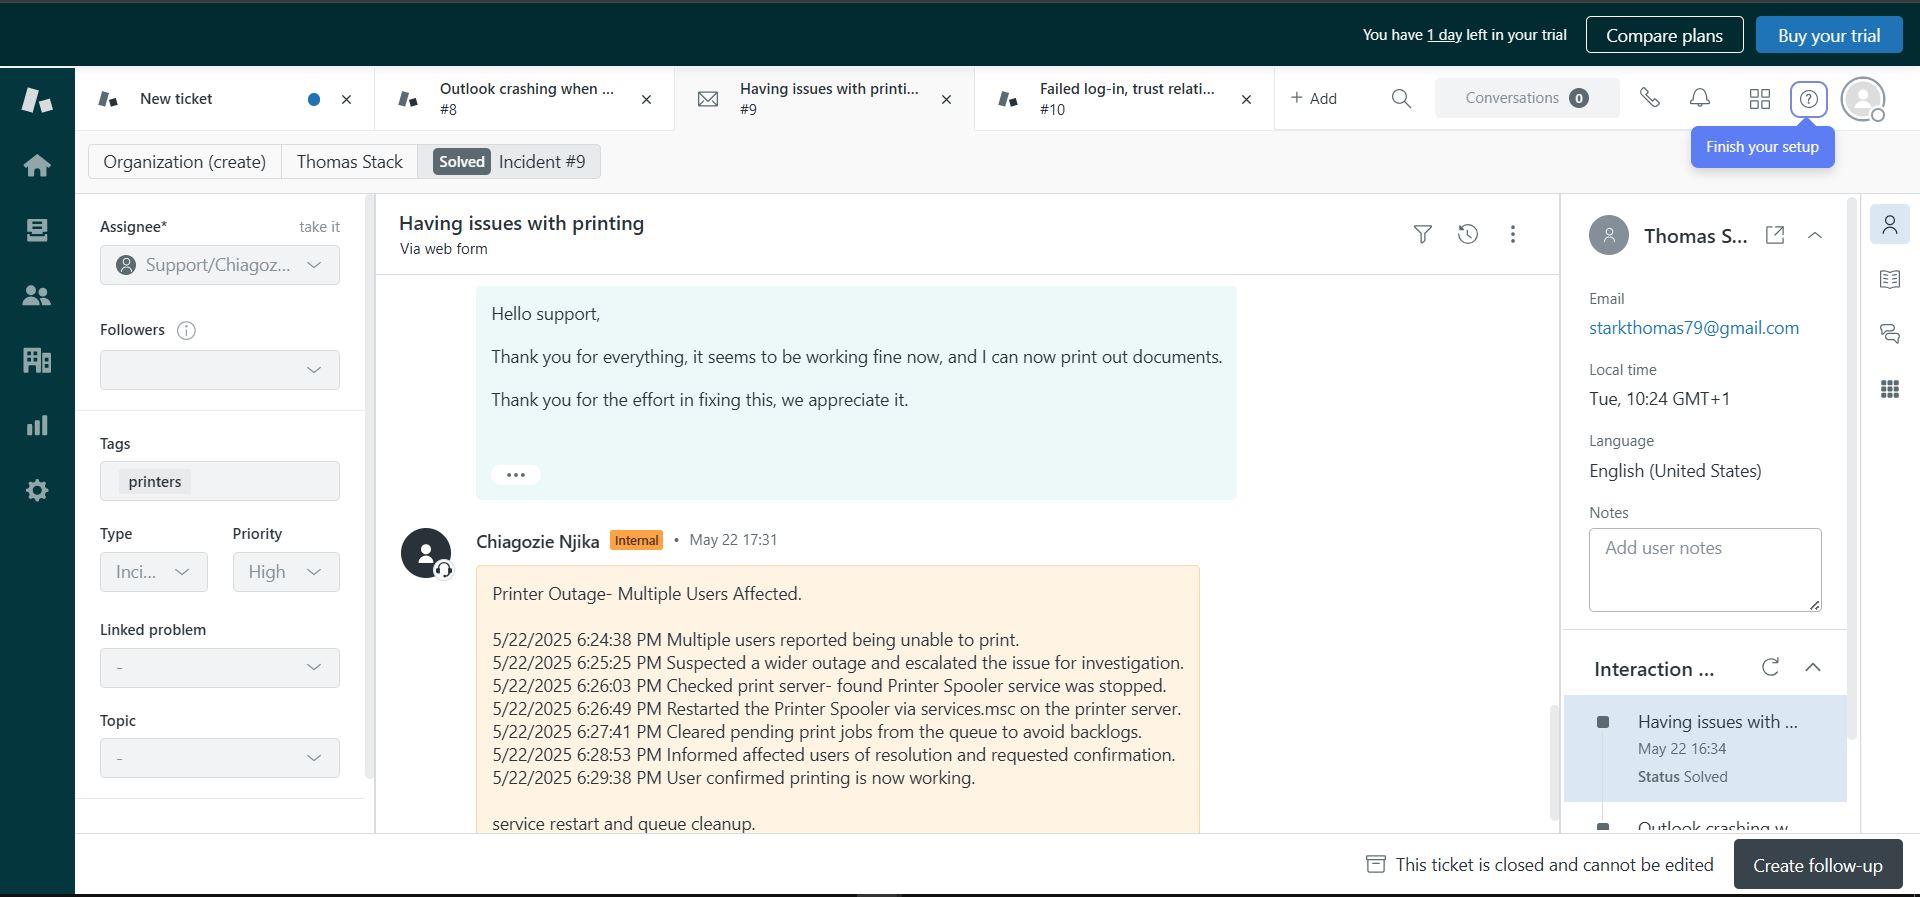 You have 1 day left in your trial
Compare plans
Buy your trial
New ticket
Outlook crashing when ...
#8
Having issues with printi...
#9
Failed log-in, trust relati...
#10
+ Add
Conversations 0
Finish your setup
Organization (create)
Thomas Stack
Solved Incident #9
Assignee*
take it
Support/Chiagoz...
Followers
Tags
printers
Type
Priority
Inci...
High
Linked problem
-
Topic
-
Having issues with printing
Via web form
Hello support,
Thank you for everything, it seems to be working fine now, and I can now print out documents.
Thank you for the effort in fixing this, we appreciate it.
Chiagozie Njika Internal • May 22 17:31
Printer Outage- Multiple Users Affected.
5/22/2025 6:24:38 PM Multiple users reported being unable to print.
5/22/2025 6:25:25 PM Suspected a wider outage and escalated the issue for investigation.
5/22/2025 6:26:03 PM Checked print server- found Printer Spooler service was stopped.
5/22/2025 6:26:49 PM Restarted the Printer Spooler via services.msc on the printer server.
5/22/2025 6:27:41 PM Cleared pending print jobs from the queue to avoid backlogs.
5/22/2025 6:28:53 PM Informed affected users of resolution and requested confirmation.
5/22/2025 6:29:38 PM User confirmed printing is now working.
service restart and queue cleanup.
Thomas S...
Email
starkthomas79@gmail.com
Local time
Tue, 10:24 GMT+1
Language
English (United States)
Notes
Add user notes
Interaction ...
Having issues with ...
May 22 16:34
Status Solved
Outlook crashing w...
This ticket is closed and cannot be edited
Create follow-up